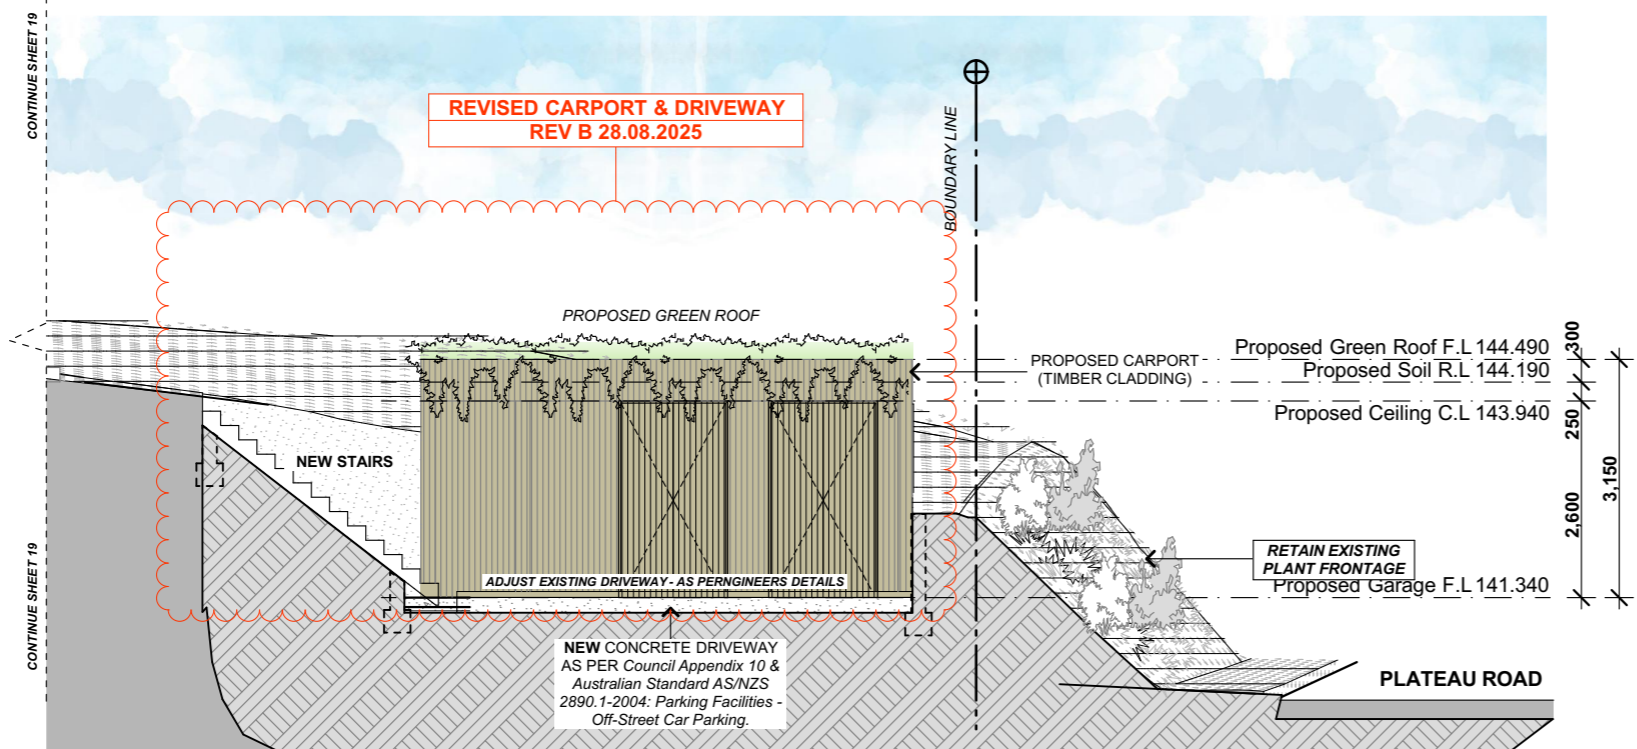 CONTINUE SHEET 19
REVISED CARPORT & DRIVEWAY
REV B 28.08.2025
BOUNDARY LINE
PROPOSED GREEN ROOF
PROPOSED CARPORT
(TIMBER CLADDING)
Proposed Green Roof F.L 144.490
Proposed Soil R.L 144.190
Proposed Ceiling C.L 143.940
300
250
2,600
3,150
NEW STAIRS
ADJUST EXISTING DRIVEWAY - AS PERNGINEERS DETAILS
RETAIN EXISTING
PLANT FRONTAGE
Proposed Garage F.L 141.340
CONTINUE SHEET 19
NEW CONCRETE DRIVEWAY
AS PER Council Appendix 10 &
Australian Standard AS/NZS
2890.1-2004: Parking Facilities -
Off-Street Car Parking.
PLATEAU ROAD